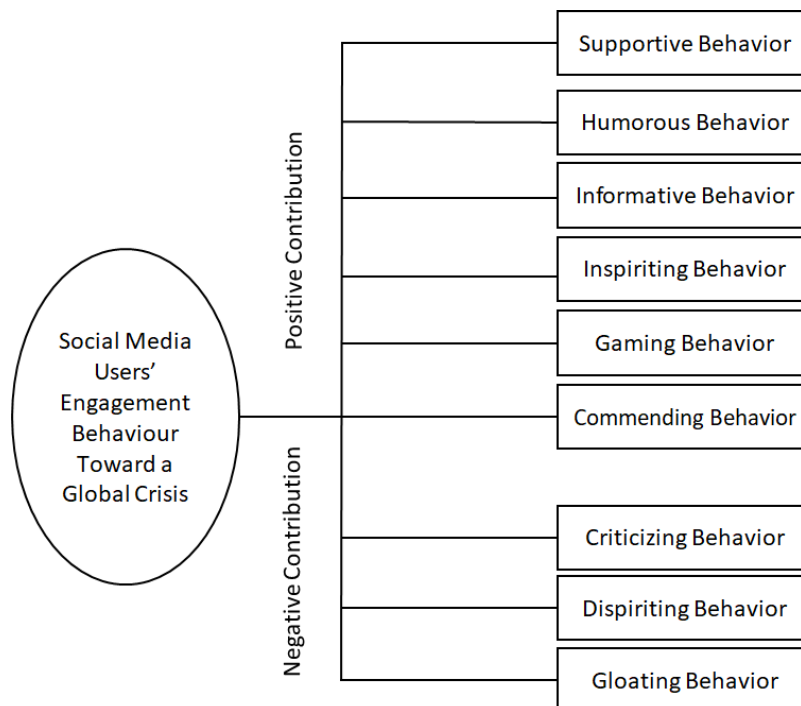 Social Media
Users’
Engagement
Behaviour
Toward a
Global Crisis
Positive Contribution
Negative Contribution
Supportive Behavior
Humorous Behavior
Informative Behavior
Inspiriting Behavior
Gaming Behavior
Commending Behavior
Criticizing Behavior
Dispiriting Behavior
Gloating Behavior